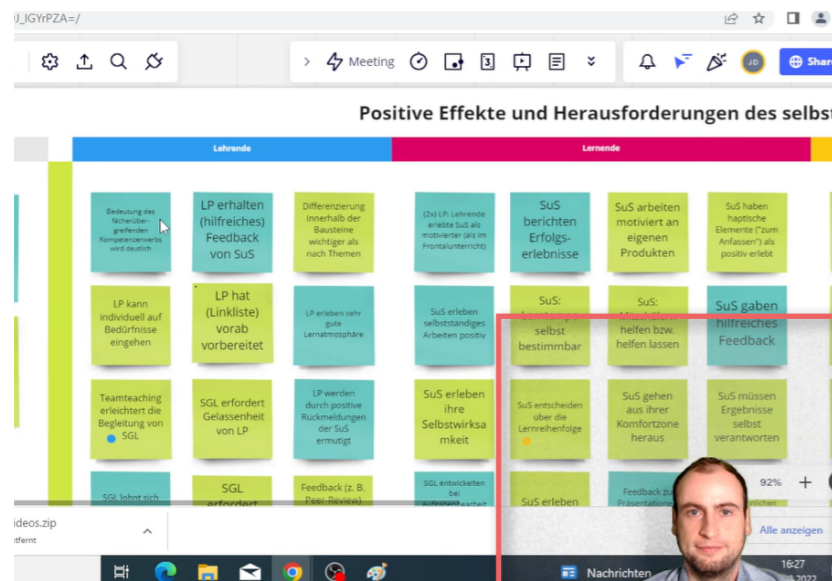 J_IGYrPZA=/
Meeting
3
JD
Share
Positive Effekte und Herausforderungen des selbst
Lehrende
Lernende
Bedeutung des
fächerüber-
greifenden
Kompetenzerwerbs
wird deutlich
LP erhalten
(hilfreiches)
Feedback
von SuS
Differenzierung
innerhalb der
Bausteine
wichtiger als
nach Themen
(2x) LP: Lehrende
erlebte SuS als
motivierter (als im
Frontalunterricht)
SuS
berichten
Erfolgs-
erlebnisse
SuS arbeiten
motiviert an
eigenen
Produkten
SuS haben
haptische
Elemente ("zum
Anfassen") als
positiv erlebt
LP kann
individuell auf
Bedürfnisse
eingehen
LP hat
(Linkliste)
vorab
vorbereitet
LP erleben sehr
gute
Lernatmosphäre
SuS erleben
selbstständiges
Arbeiten positiv
SuS:
selbst
bestimmbar
SuS:
helfen bzw.
helfen lassen
SuS gaben
hilfreiches
Feedback
Teamteaching
erleichtert die
Begleitung von
SGL
SGL erfordert
Gelassenheit
von LP
LP werden
durch positive
Rückmeldungen
der SuS
ermutigt
SuS erleben
ihre
Selbstwirksa
mkeit
SuS entscheiden
über die
Lernreihenfolge
SuS gehen
aus ihrer
Komfortzone
heraus
SuS müssen
Ergebnisse
selbst
verantworten
SGL lohnt sich
SGL
erfordert
Feedback (z. B.
Peer-Review)
SGL entwickelten
bei
SuS erleben
Feedback zu
92%
ideos.zip
Alle anzeigen
Nachrichten
16:27
2022